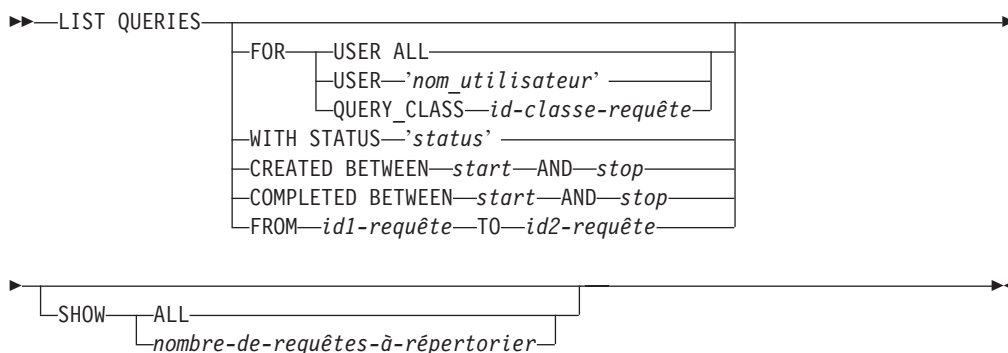 LIST QUERIES
FOR USER ALL
USER ’nom_utilisateur’
QUERY_CLASS id-classe-requête
WITH STATUS ’status’
CREATED BETWEEN start AND stop
COMPLETED BETWEEN start AND stop
FROM id1-requête TO id2-requête
SHOW ALL
nombre-de-requêtes-à-répertorier